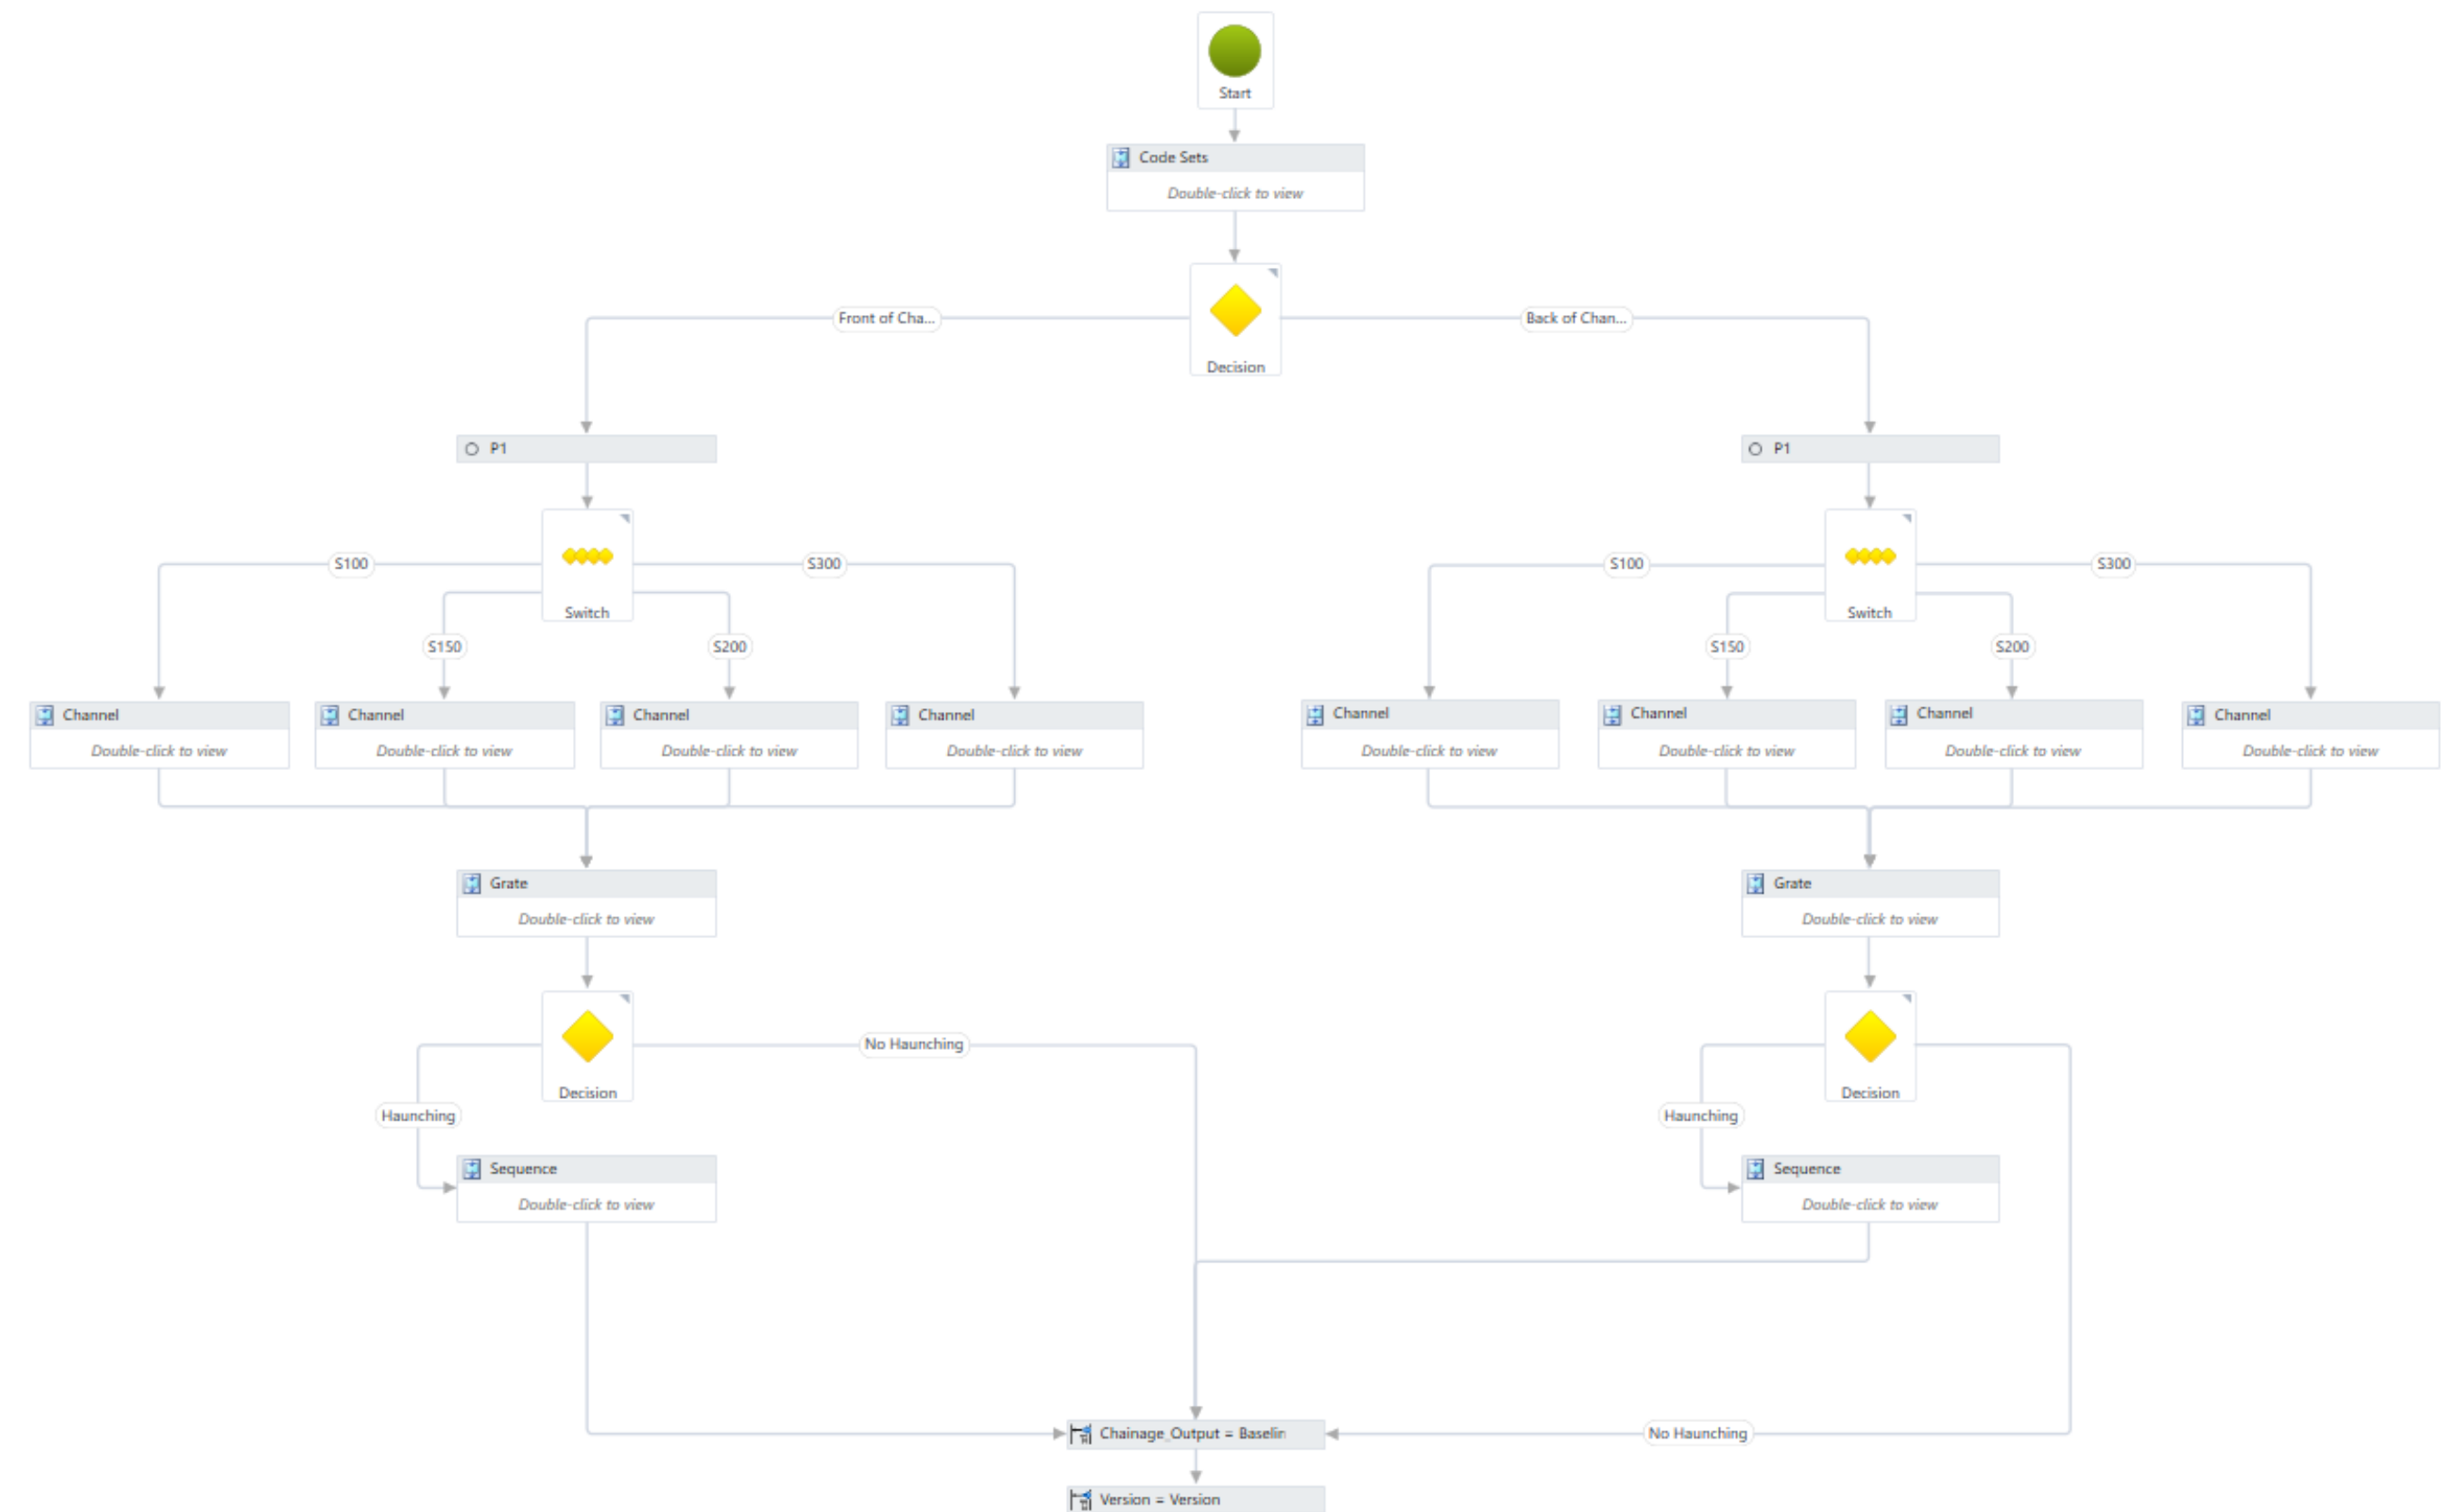 Start
Code Sets
Double-click to view
Front of Cha...
Back of Chan...
Decision
P1
P1
S100
S300
S100
S300
Switch
Switch
S150
S200
S150
S200
Channel
Channel
Channel
Channel
Channel
Channel
Channel
Channel
Double-click to view
Double-click to view
Double-click to view
Double-click to view
Double-click to view
Double-click to view
Double-click to view
Double-click to view
Grate
Grate
Double-click to view
Double-click to view
No Haunching
Decision
Decision
Haunching
Haunching
Sequence
Sequence
Double-click to view
Double-click to view
Chainage_Output = Baselin
No Haunching
Version = Version